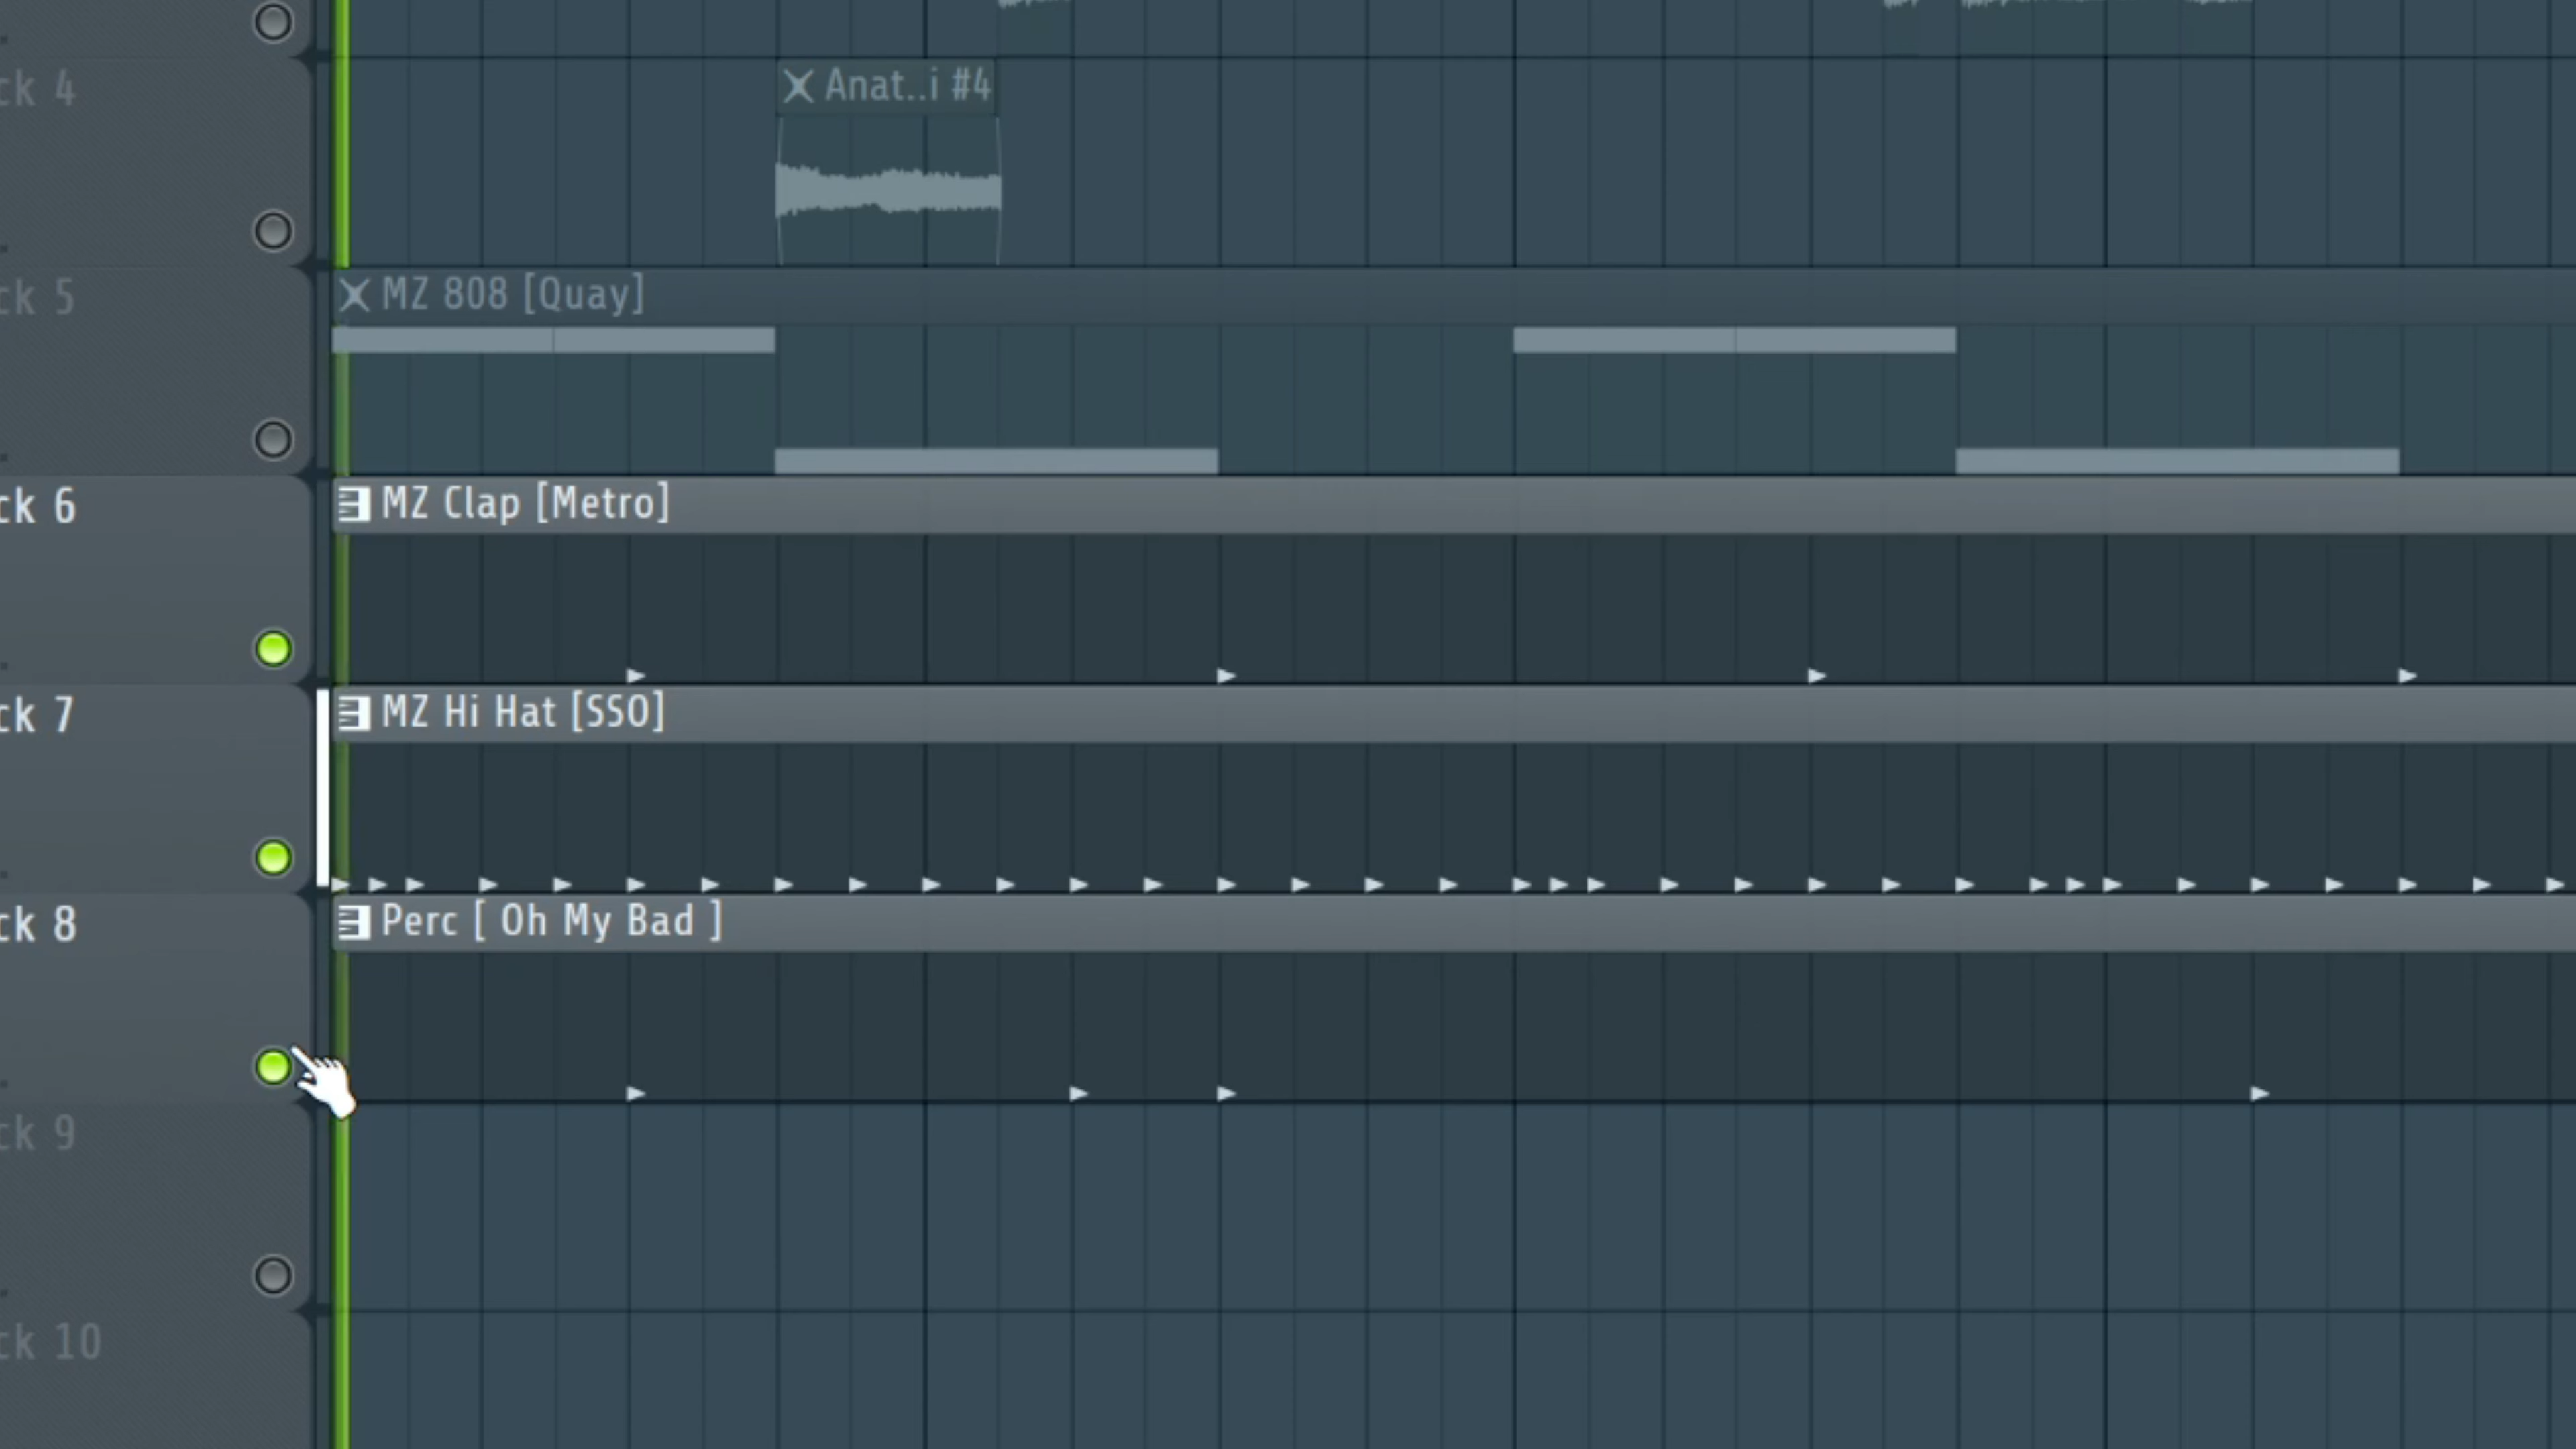 ck 4
Anat..i #4
ck 5
MZ 808 [Quay]
ck 6
MZ Clap [Metro]
ck 7
MZ Hi Hat [SSO]
ck 8
Perc [ Oh My Bad ]
ck 9
ck 10